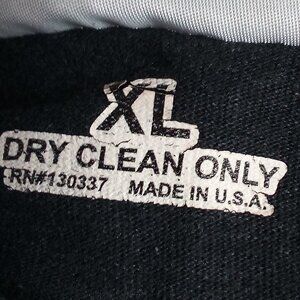 XL
DRY CLEAN ONLY
RN#130337 MADE IN U.S.A.